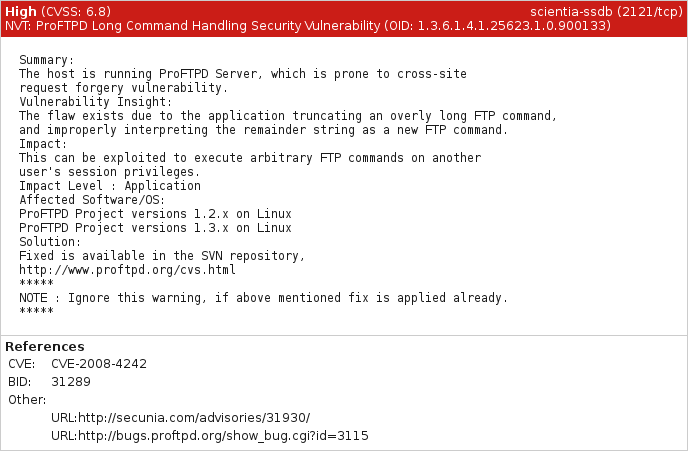 High (CVSS: 6.8) scientia-ssdb (2121/tcp)
NVT: ProFTPD Long Command Handling Security Vulnerability (OID: 1.3.6.1.4.1.25623.1.0.900133)
Summary:
The host is running ProFTPD Server, which is prone to cross-site
request forgery vulnerability.
Vulnerability Insight:
The flaw exists due to the application truncating an overly long FTP command,
and improperly interpreting the remainder string as a new FTP command.
Impact:
This can be exploited to execute arbitrary FTP commands on another
user's session privileges.
Impact Level : Application
Affected Software/OS:
ProFTPD Project versions 1.2.x on Linux
ProFTPD Project versions 1.3.x on Linux
Solution:
Fixed is available in the SVN repository,
http://www.proftpd.org/cvs.html
*****
NOTE : Ignore this warning, if above mentioned fix is applied already.
*****
References
CVE: CVE-2008-4242
BID: 31289
Other:
URL:http://secunia.com/advisories/31930/
URL:http://bugs.proftpd.org/show_bug.cgi?id=3115